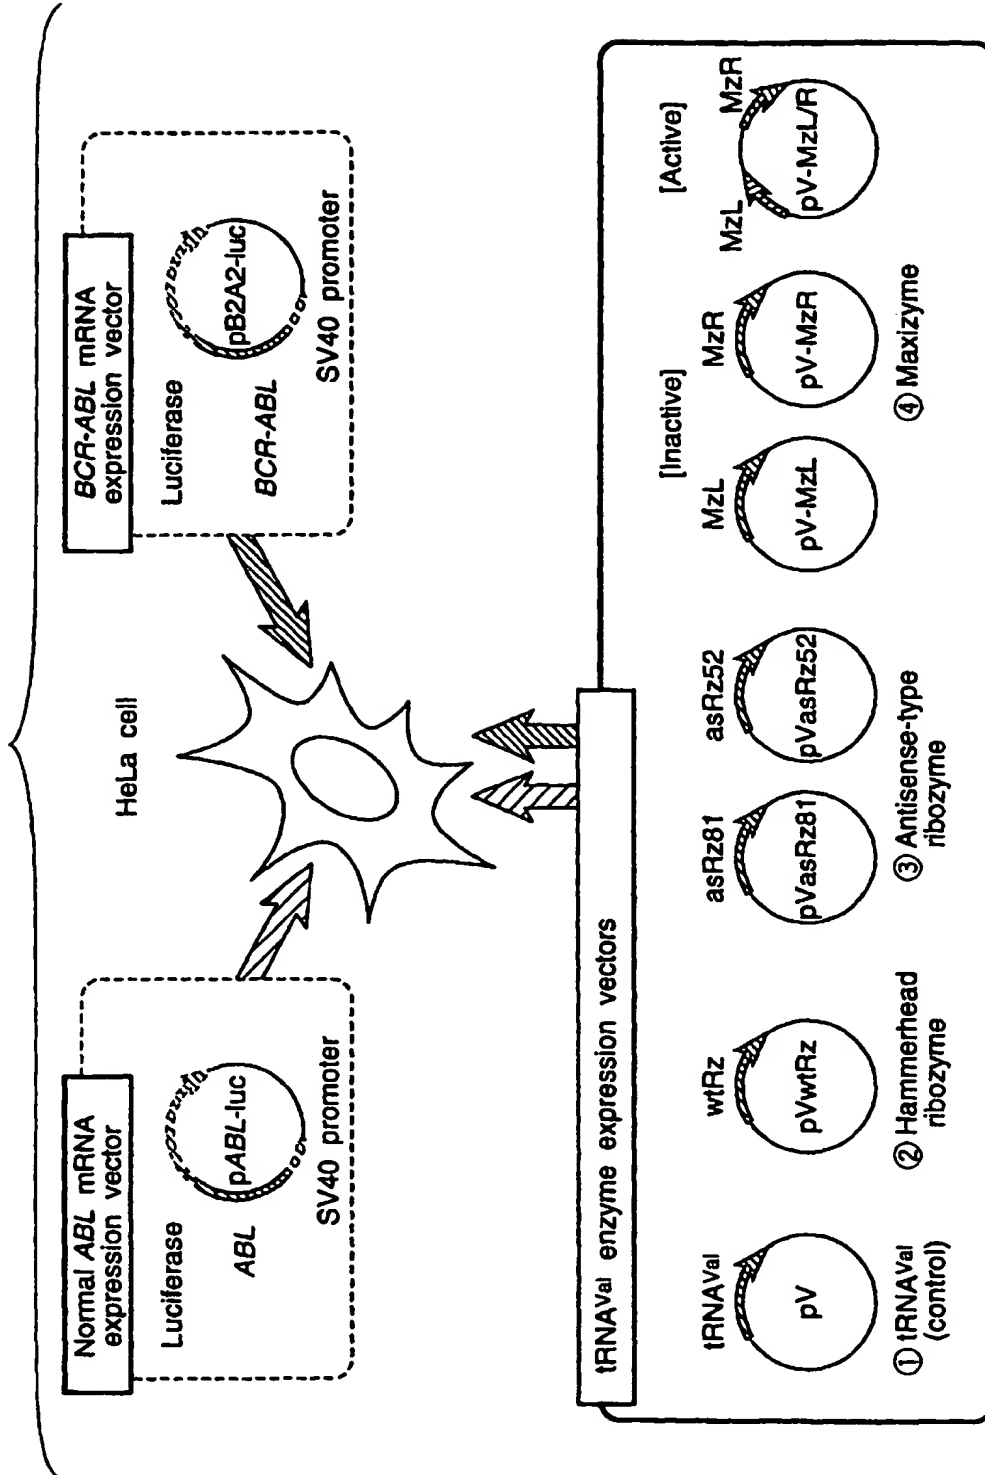 Normal ABL mRNA
expression vector
Luciferase
pABL-luc
ABL
SV40 promoter
HeLa cell
BCR-ABL mRNA
expression vector
Luciferase
pB2A2-luc
BCR-ABL
SV40 promoter
tRNAVal enzyme expression vectors
tRNAVal
pV
① tRNAVal
(control)
wtRz
pVwtRz
② Hammerhead
ribozyme
asRz81
pVasRz81
asRz52
pVasRz52
③ Antisense-type
ribozyme
[Inactive]
MzL
pV-MzL
MzR
pV-MzR
[Active]
MzL
MzR
pV-MzL/R
④ Maxizyme